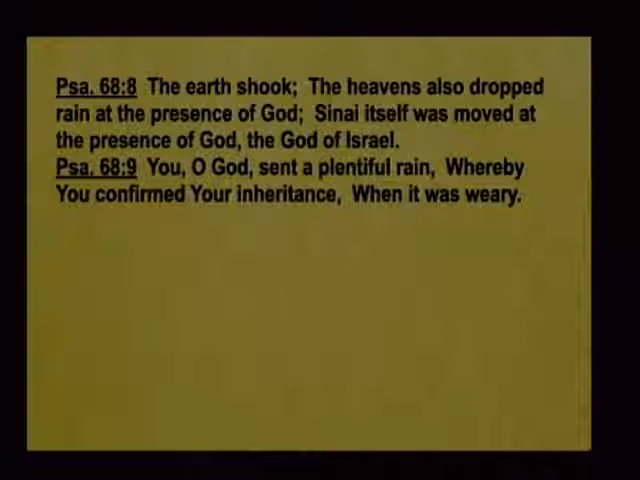 Psa. 68:8 The earth shook; The heavens also dropped
rain at the presence of God; Sinai itself was moved at
the presence of God, the God of Israel.
Psa. 68:9 You, O God, sent a plentiful rain, Whereby
You confirmed Your inheritance, When it was weary.